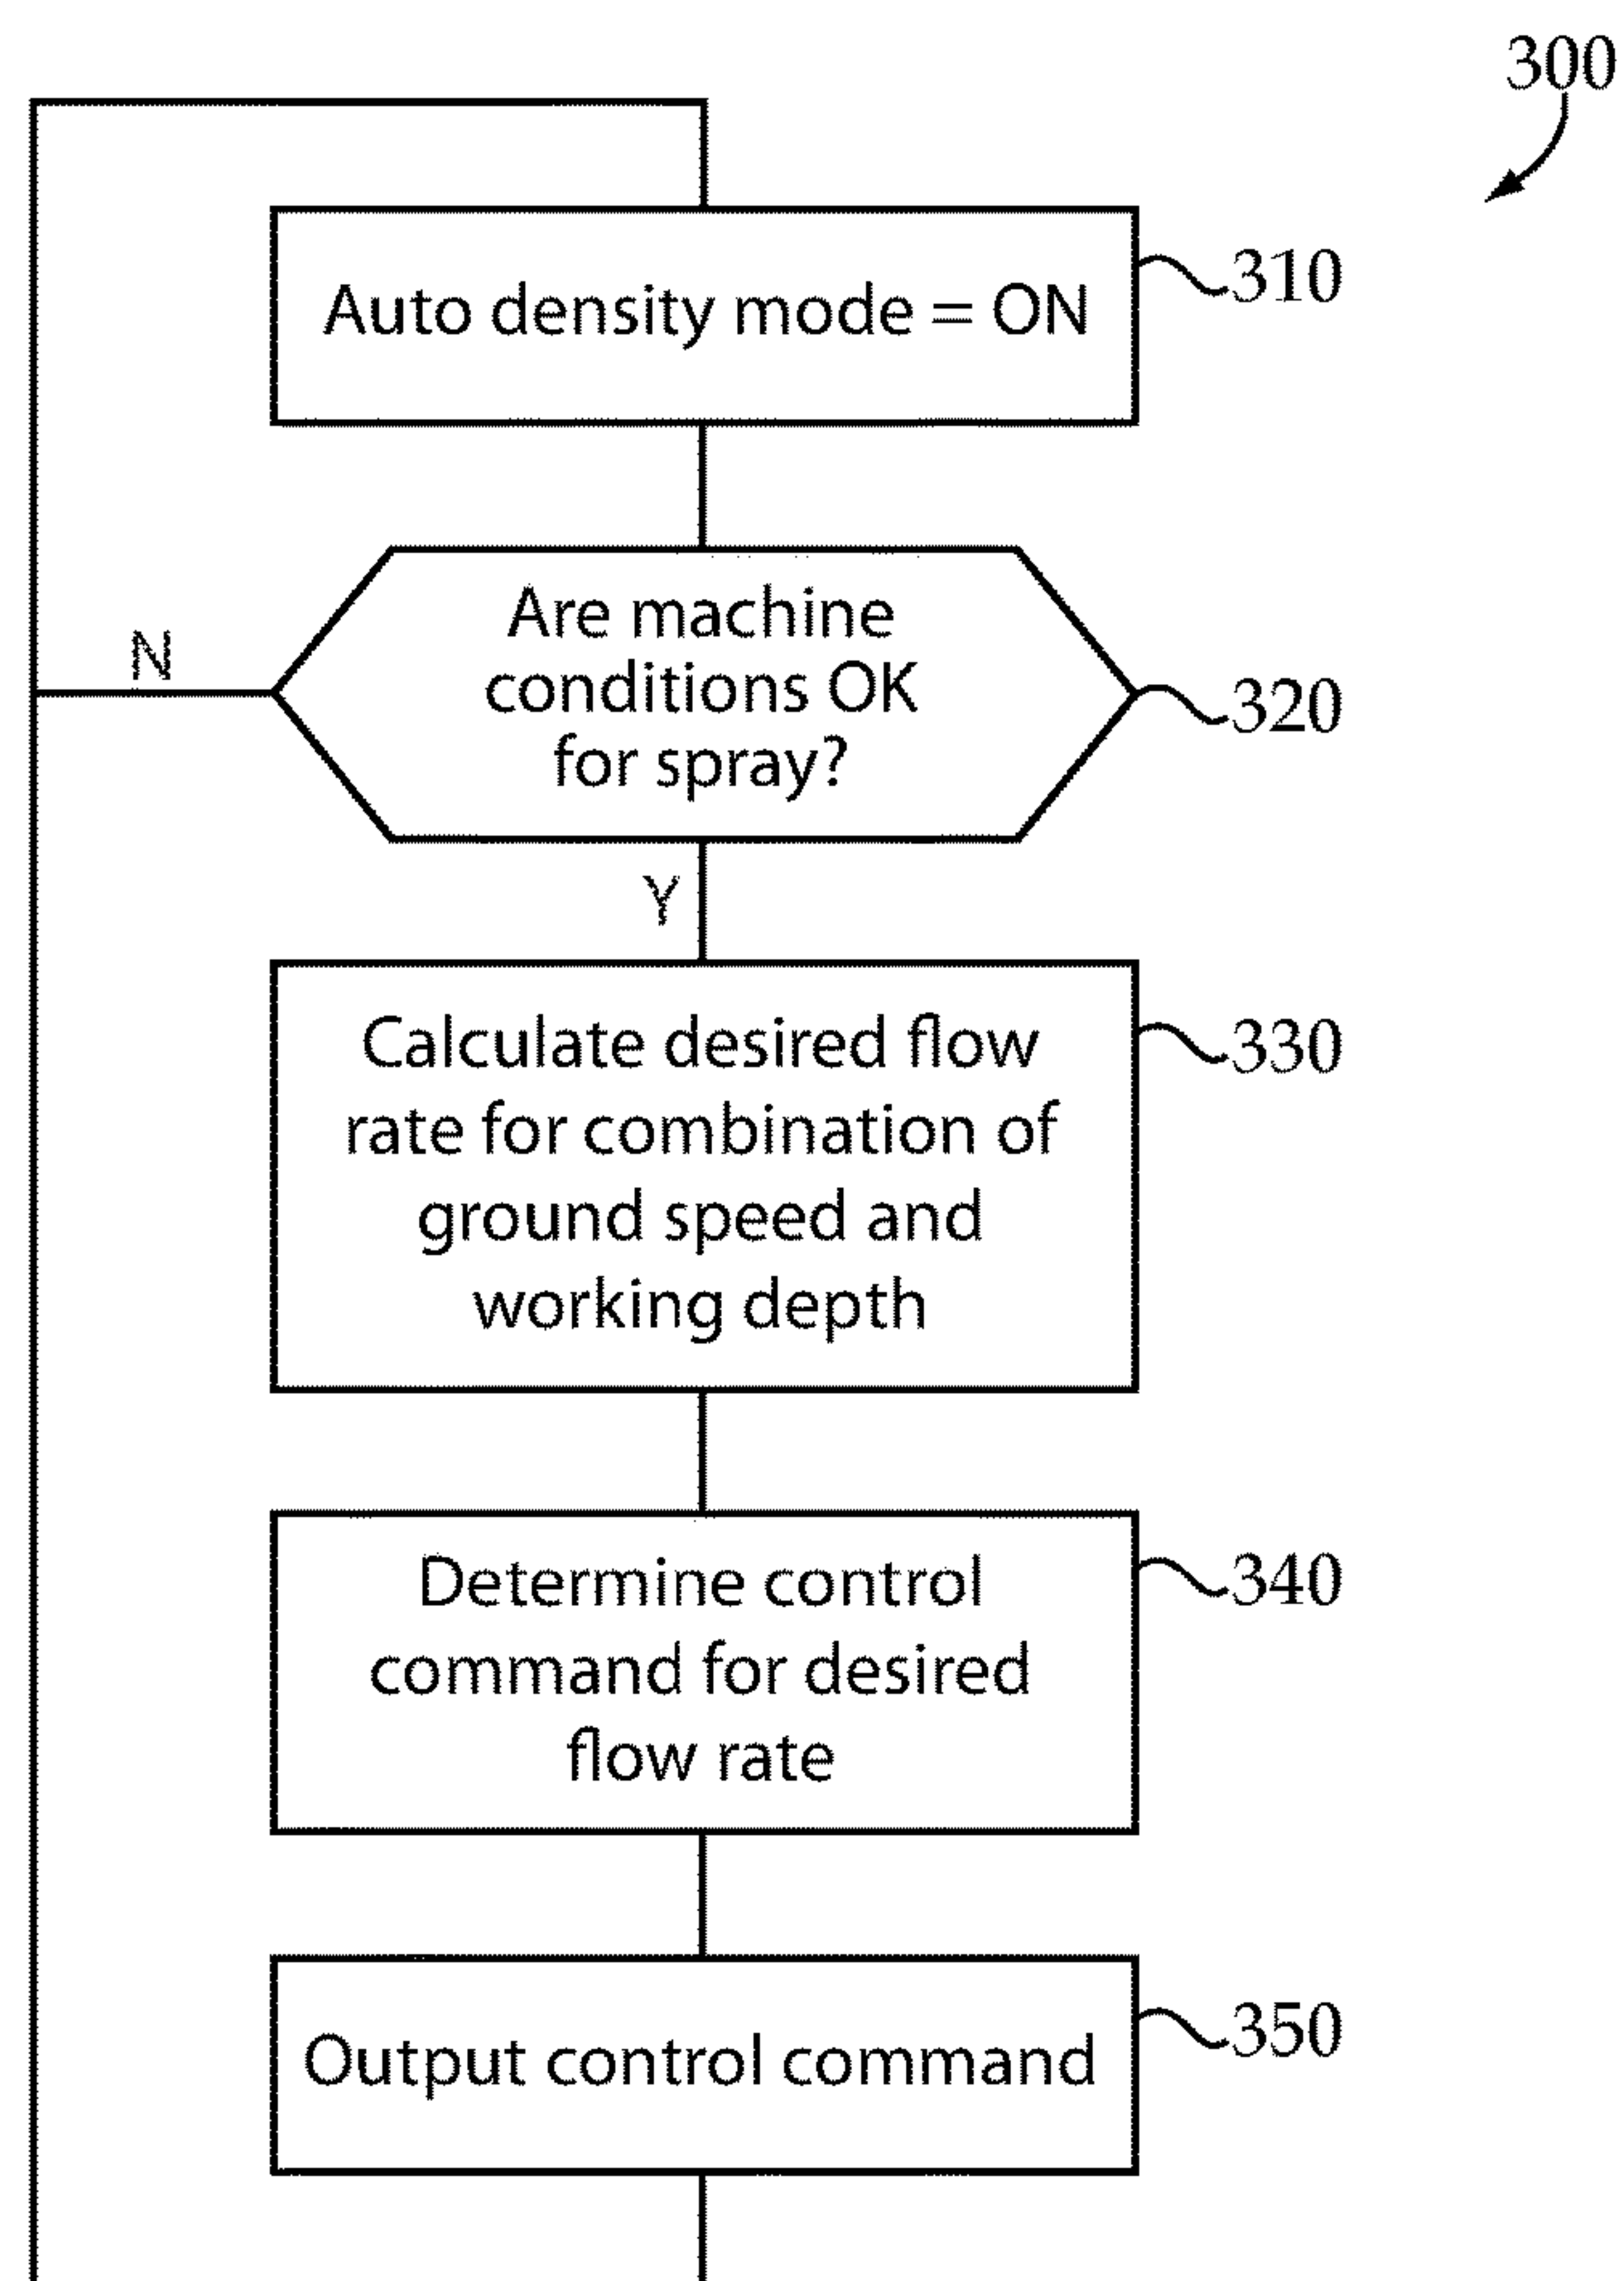 300
Auto density mode = ON
310
Are machine
conditions OK
for spray?
320
N
Y
Calculate desired flow
rate for combination of
ground speed and
working depth
330
Determine control
command for desired
flow rate
340
Output control command
350